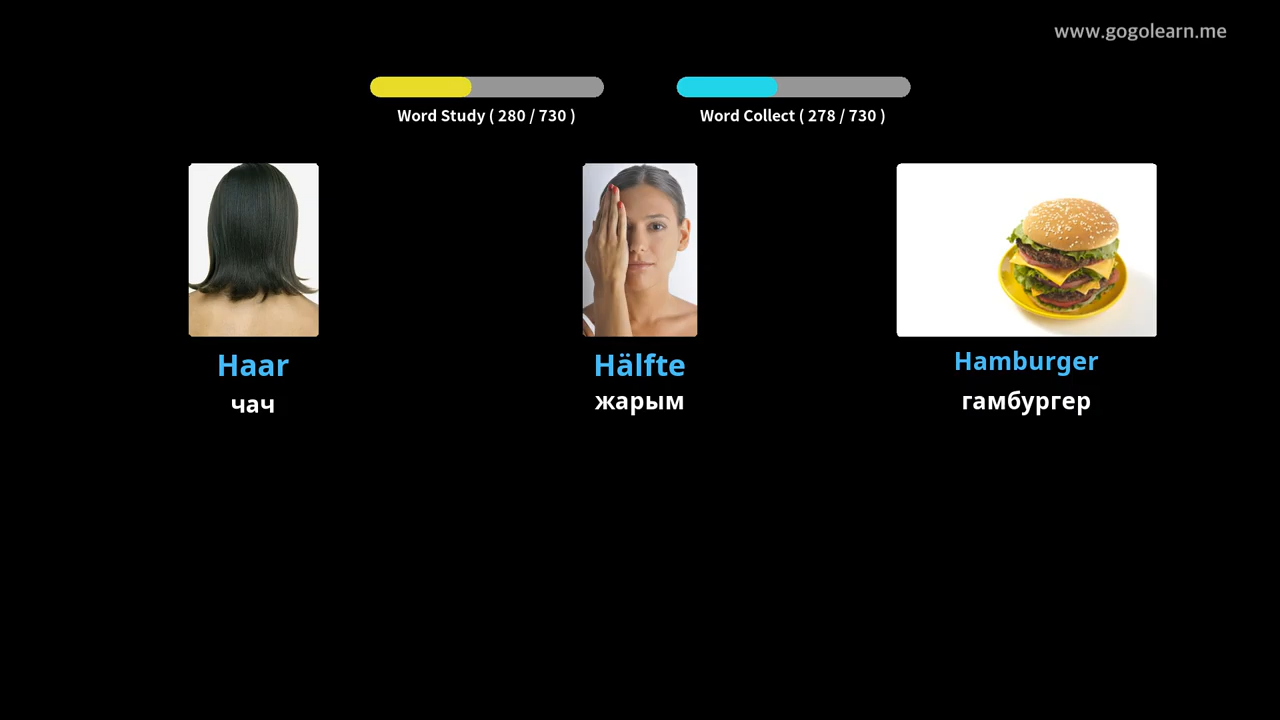 www.gogolearn.me
Word Study ( 280 / 730 )
Word Collect ( 278 / 730 )
Haar
чач
Hälfte
жарым
Hamburger
гамбургер